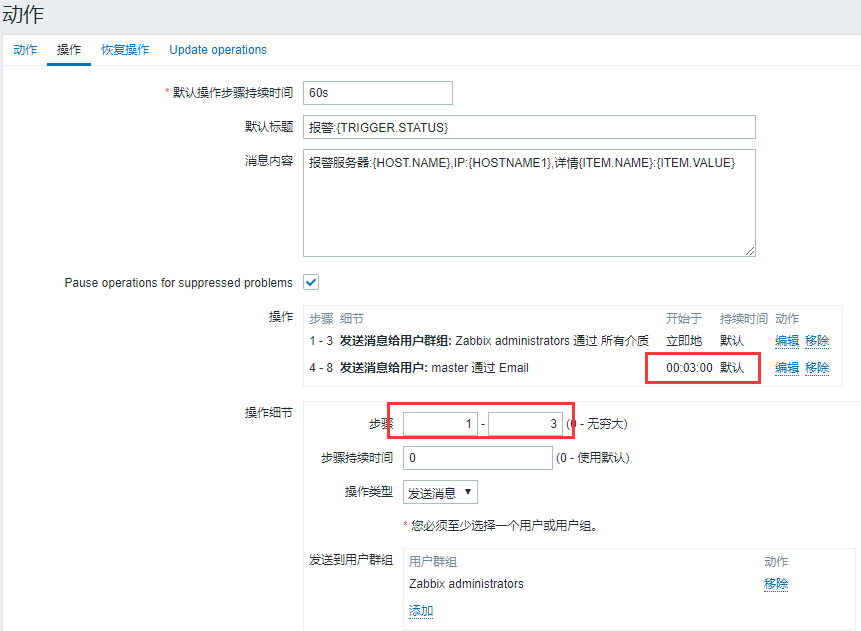 动作
动作 操作 恢复操作 Update operations
* 默认操作步骤持续时间 60s
默认标题 报警:{TRIGGER.STATUS}
消息内容 报警服务器:{HOST.NAME},IP:{HOSTNAME1},详情{ITEM.NAME}:{ITEM.VALUE}
Pause operations for suppressed problems
操作 步骤 细节 开始于 持续时间 动作
1 - 3 发送消息给用户群组: Zabbix administrators 通过 所有介质 立即地 默认 编辑 移除
4 - 8 发送消息给用户: master 通过 Email 00:03:00 默认 编辑 移除
操作细节
步骤 1 - 3 (0 - 无穷大)
步骤持续时间 0 (0 - 使用默认)
操作类型 发送消息
* 您必须至少选择一个用户或用户组。
发送到用户群组 用户群组 动作
Zabbix administrators 移除
添加